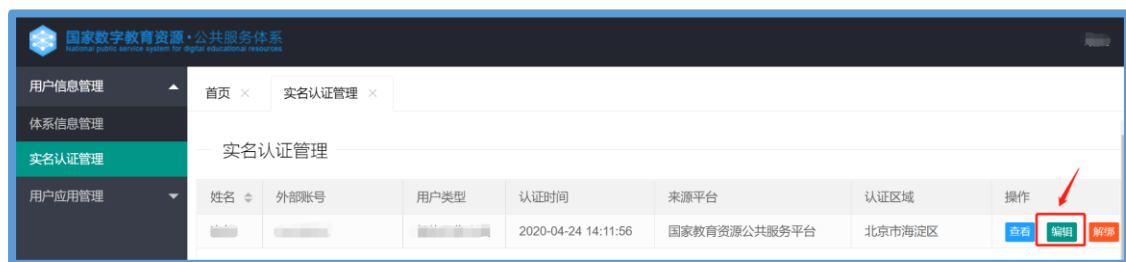 国家数字教育资源·公共服务体系
National public service system for digital educational resources
用户信息管理
首页 ×
实名认证管理 ×
体系信息管理
实名认证管理
实名认证管理
用户应用管理
姓名 外部账号 用户类型 认证时间 来源平台 认证区域 操作
2020-04-24 14:11:56 国家教育资源公共服务平台 北京市海淀区 查看 编辑 解绑